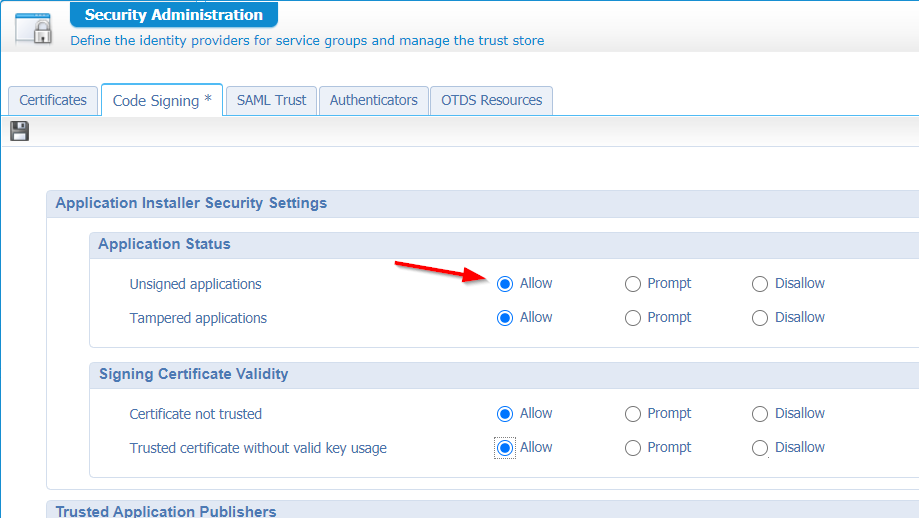 Security Administration
Define the identity providers for service groups and manage the trust store
Certificates Code Signing * SAML Trust Authenticators OTDS Resources
Application Installer Security Settings
Application Status
Unsigned applications Allow Prompt Disallow
Tampered applications Allow Prompt Disallow
Signing Certificate Validity
Certificate not trusted Allow Prompt Disallow
Trusted certificate without valid key usage Allow Prompt Disallow
Trusted Application Publishers